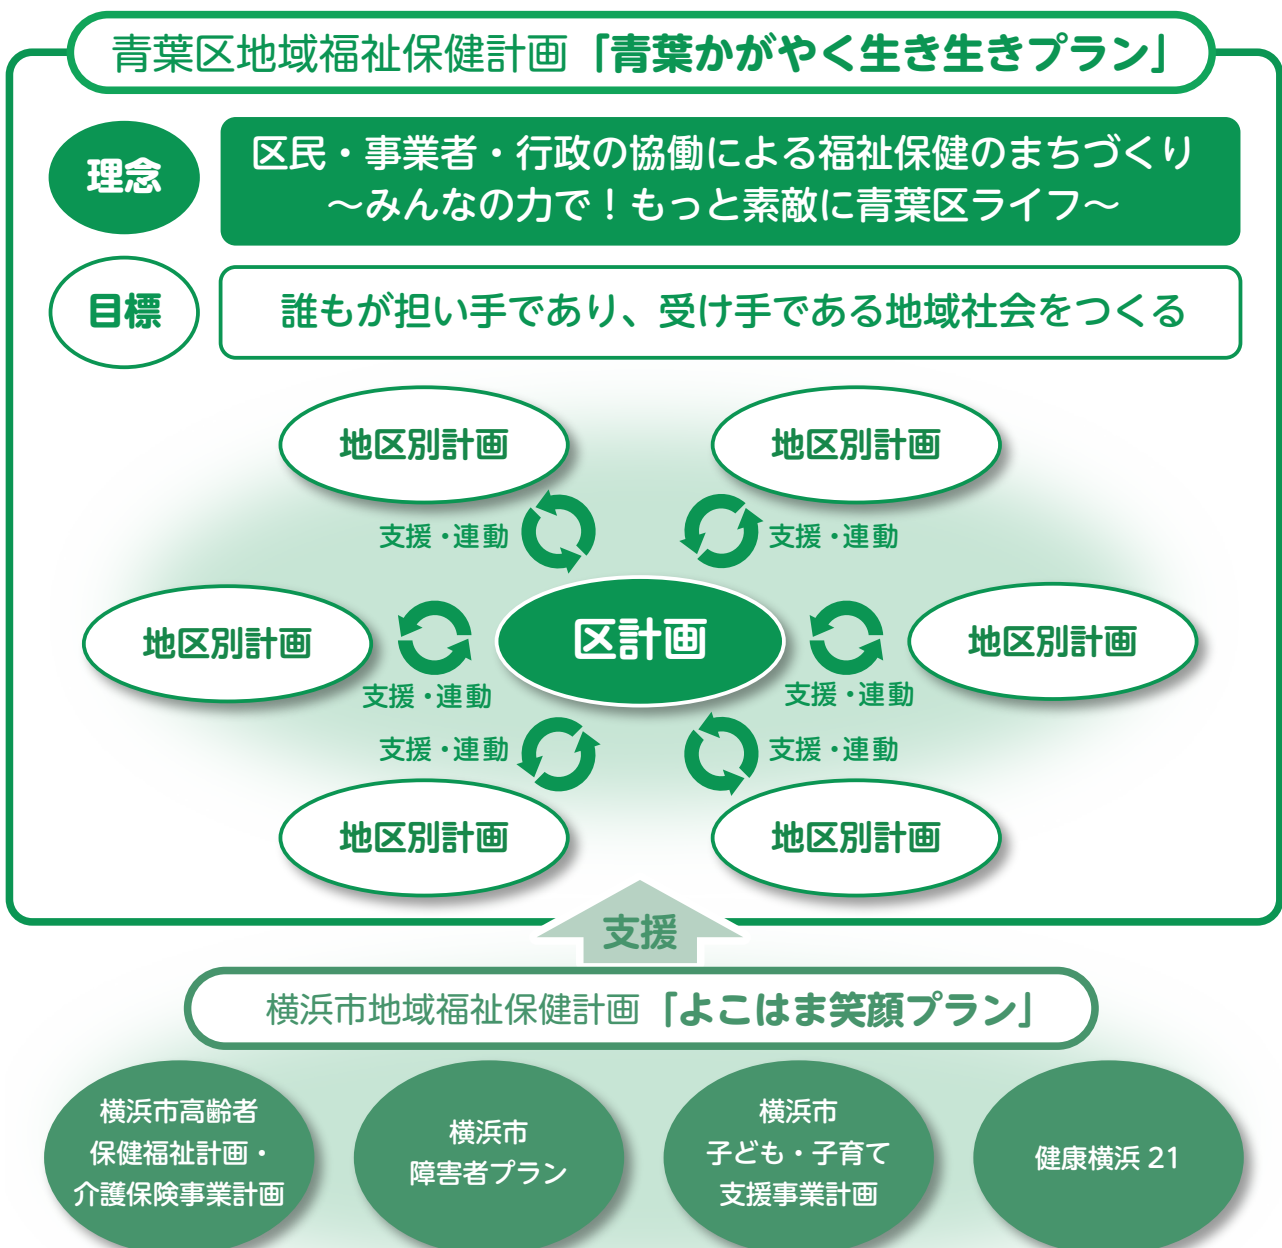 青葉区地域福祉保健計画「青葉かがやく生き生きプラン」
理念
区民・事業者・行政の協働による福祉保健のまちづくり
～みんなの力で！もっと素敵に青葉区ライフ～
目標
誰もが担い手であり、受け手である地域社会をつくる
地区別計画
地区別計画
支援・連動
支援・連動
地区別計画
区計画
地区別計画
支援・連動
支援・連動
支援・連動
支援・連動
地区別計画
地区別計画
支援
横浜市地域福祉保健計画「よこはま笑顔プラン」
横浜市高齢者
保健福祉計画・
介護保険事業計画
横浜市
障害者プラン
横浜市
子ども・子育て
支援事業計画
健康横浜 21